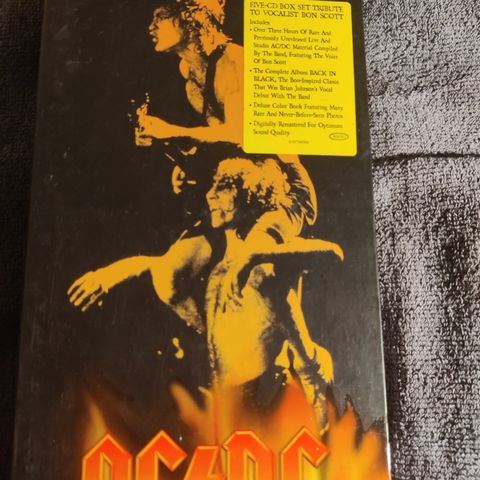 FIVE-CD BOX SET TRIBUTE
TO VOCALIST BON SCOTT
Includes:
• Over Three Hours Of Rare And
Previously Unreleased Live And
Studio AC/DC Material Compiled
By The Band, Featuring The Voice
Of Bon Scott
• The Complete Album BACK IN
BLACK, The Bon-Inspired Classic
That Was Brian Johnson's Vocal
Debut With The Band
• Deluxe Color Book Featuring Many
Rare And Never-Before-Seen Photos
• Digitally Remastered For Optimum
Sound Quality
AC/DC